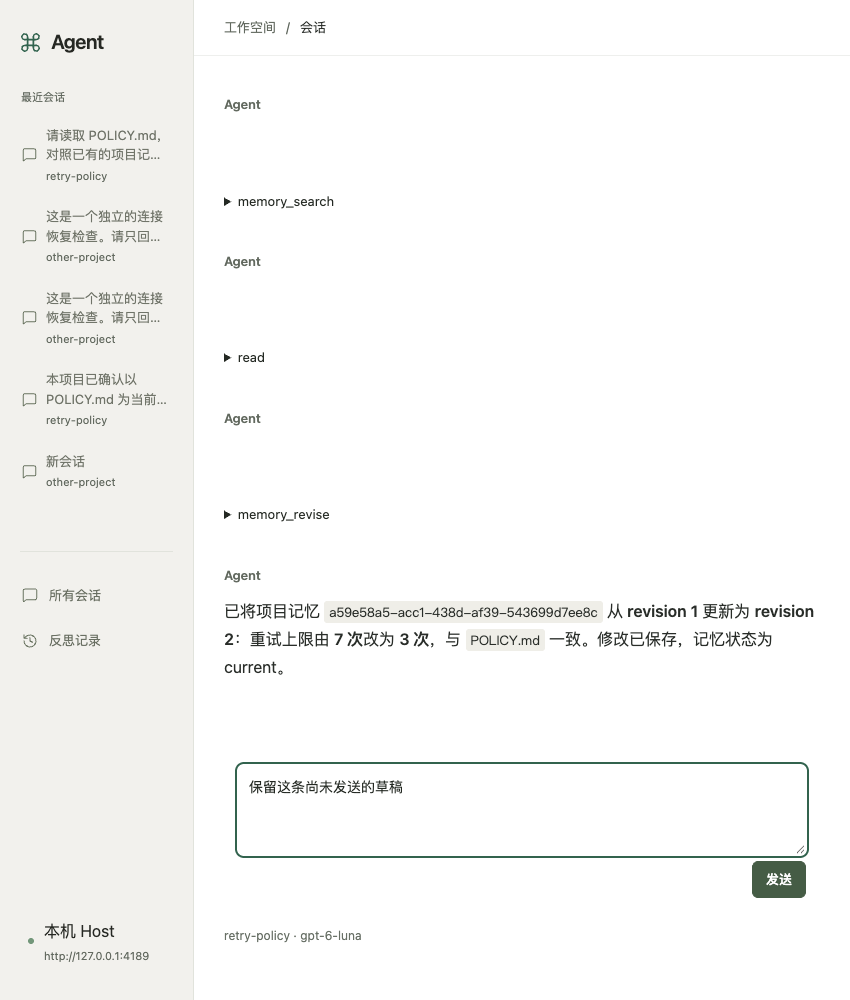 Agent
最近会话
请读取 POLICY.md，
对照已有的项目记...
retry-policy
这是一个独立的连接
恢复检查。请只回...
other-project
这是一个独立的连接
恢复检查。请只回...
other-project
本项目已确认以
POLICY.md 为当前...
retry-policy
新会话
other-project
所有会话
反思记录
本机 Host
http://127.0.0.1:4189
工作空间 / 会话
Agent
memory_search
Agent
read
Agent
memory_revise
Agent
已将项目记忆 a59e58a5-acc1-438d-af39-543699d7ee8c 从 revision 1 更新为 revision
2：重试上限由 7 次改为 3 次，与 POLICY.md 一致。修改已保存，记忆状态为
current。
保留这条尚未发送的草稿
发送
retry-policy · gpt-6-luna